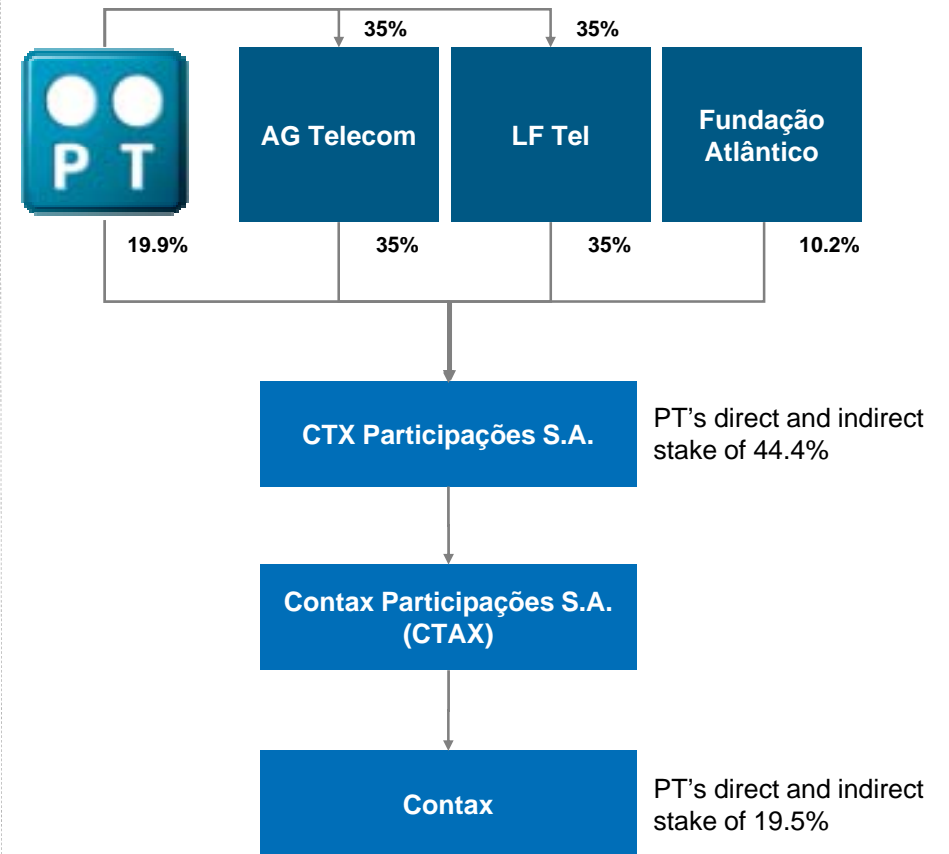 35%
35%
P T
AG Telecom
LF Tel
Fundação
Atlântico
19.9%
35%
35%
10.2%
CTX Participações S.A.
PT’s direct and indirect
stake of 44.4%
Contax Participações S.A.
(CTAX)
Contax
PT’s direct and indirect
stake of 19.5%